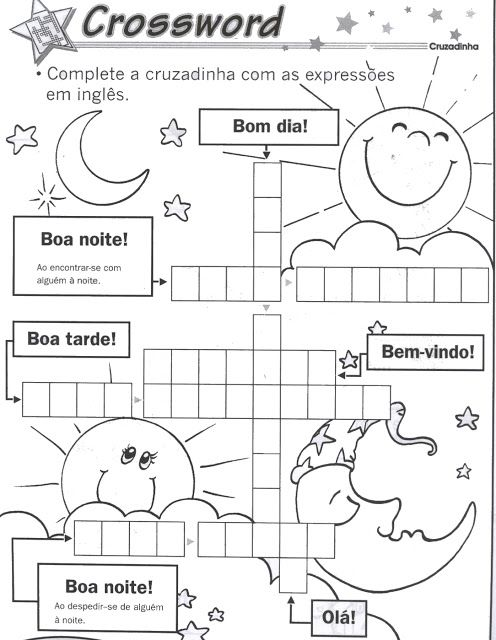 Crossword
Cruzadinha
• Complete a cruzadinha com as expressões
em inglês.
Bom dia!
Boa noite!
Ao encontrar-se com
alguém à noite.
Boa tarde!
Bem-vindo!
Boa noite!
Ao despedir-se de alguém
à noite.
Olá!